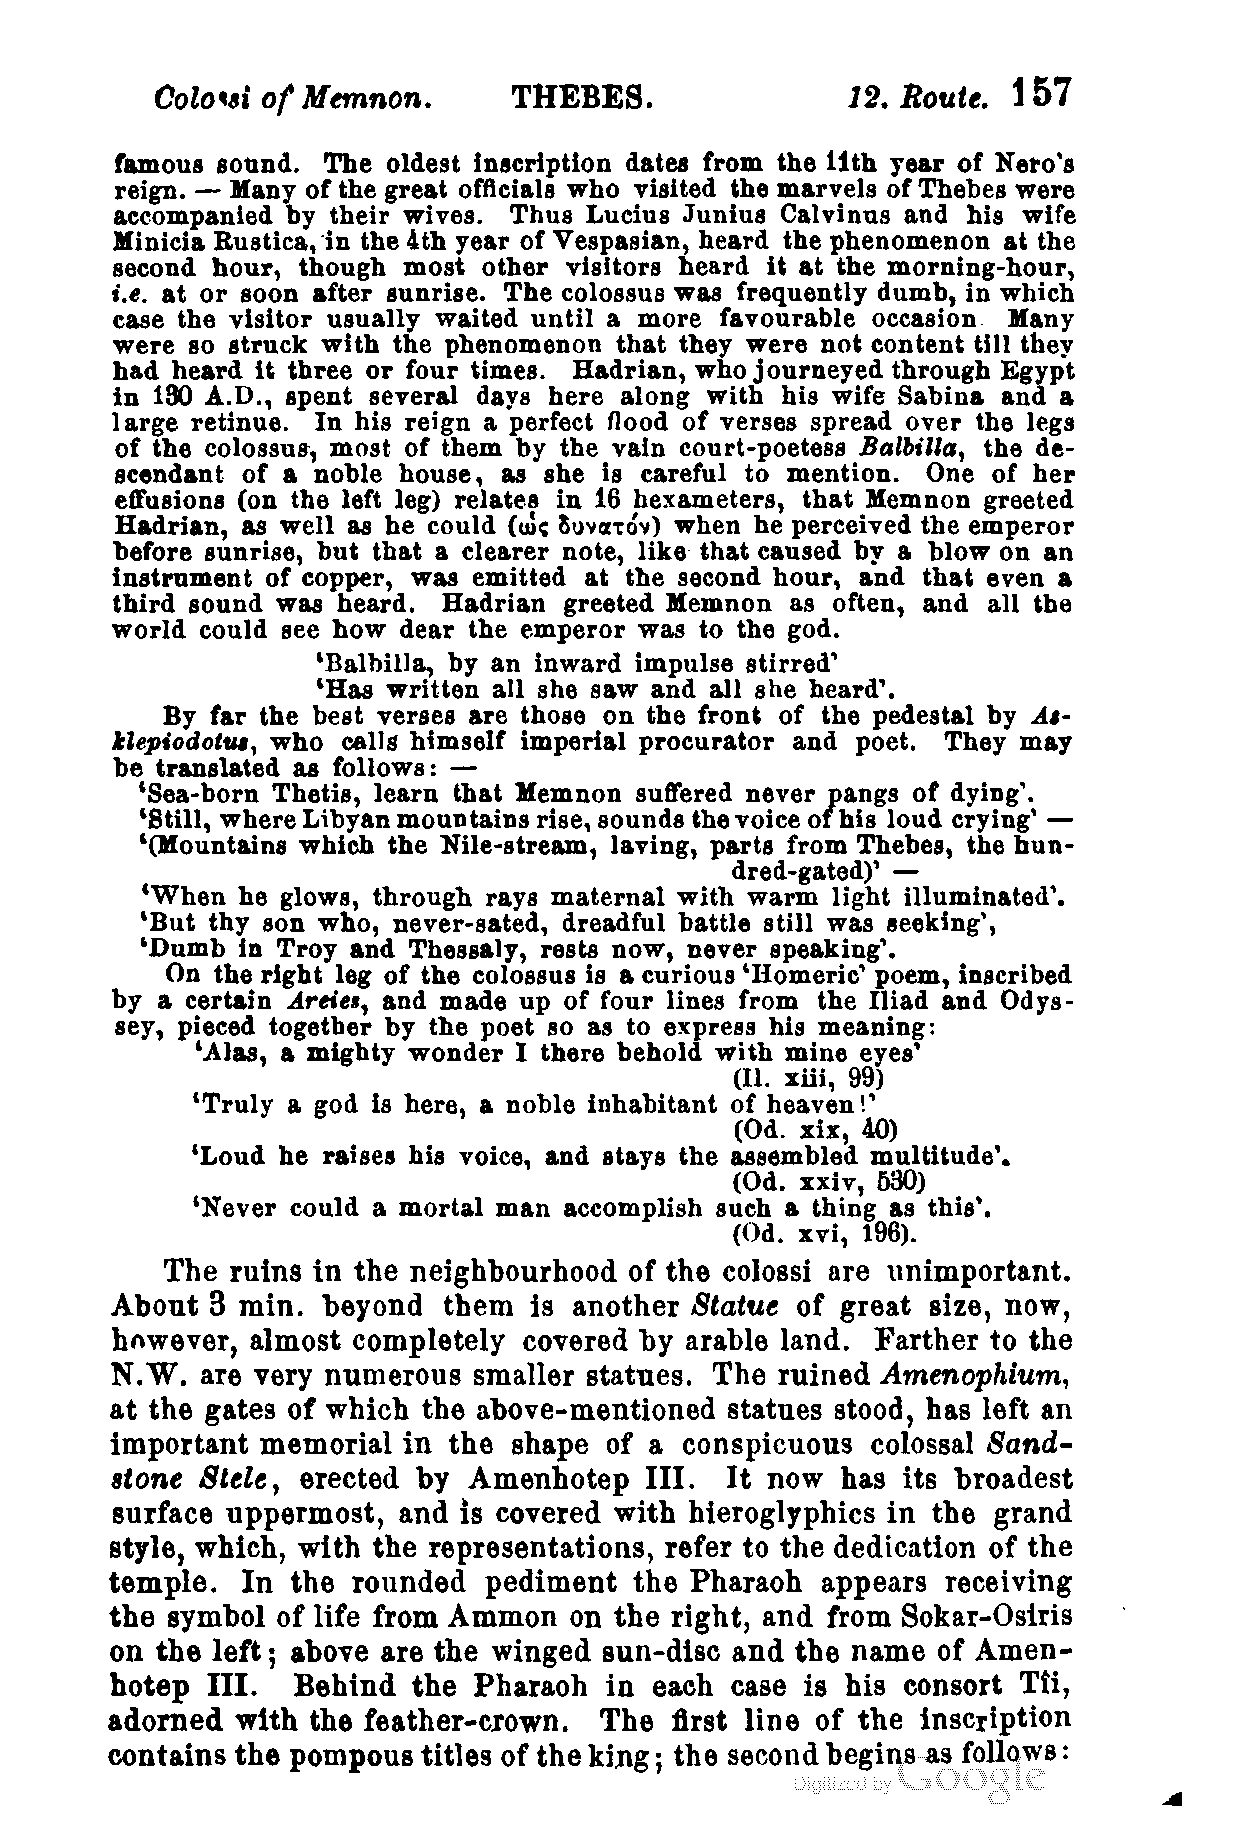 Colossi of Memnon. THEBES. 12. Route. 157
famous sound. The oldest inscription dates from the 11th year of Nero's
reign. — Many of the great officials who visited the marvels of Thebes were
accompanied by their wives. Thus Lucius Junius Calvinus and his wife
Minicia Rustica, in the 4th year of Vespasian, heard the phenomenon at the
second hour, though most other visitors heard it at the morning-hour,
i.e. at or soon after sunrise. The colossus was frequently dumb, in which
case the visitor usually waited until a more favourable occasion. Many
were so struck with the phenomenon that they were not content till they
had heard it three or four times. Hadrian, who journeyed through Egypt
in 130 A.D., spent several days here along with his wife Sabina and a
large retinue. In his reign a perfect flood of verses spread over the legs
of the colossus, most of them by the vain court-poetess Balbilla, the de-
scendant of a noble house, as she is careful to mention. One of her
effusions (on the left leg) relates in 16 hexameters, that Memnon greeted
Hadrian, as well as he could (ὡς δυνατόν) when he perceived the emperor
before sunrise, but that a clearer note, like that caused by a blow on an
instrument of copper, was emitted at the second hour, and that even a
third sound was heard. Hadrian greeted Memnon as often, and all the
world could see how dear the emperor was to the god.
'Balbilla, by an inward impulse stirred'
'Has written all she saw and all she heard'.
By far the best verses are those on the front of the pedestal by As-
klepiodotus, who calls himself imperial procurator and poet. They may
be translated as follows: —
'Sea-born Thetis, learn that Memnon suffered never pangs of dying'.
'Still, where Libyan mountains rise, sounds the voice of his loud crying' —
'(Mountains which the Nile-stream, laving, parts from Thebes, the hun-
dred-gated)' —
'When he glows, through rays maternal with warm light illuminated'.
'But thy son who, never-sated, dreadful battle still was seeking',
'Dumb in Troy and Thessaly, rests now, never speaking'.
On the right leg of the colossus is a curious 'Homeric' poem, inscribed
by a certain Areies, and made up of four lines from the Iliad and Odys-
sey, pieced together by the poet so as to express his meaning:
'Alas, a mighty wonder I there behold with mine eyes'
(Il. xiii, 99)
'Truly a god is here, a noble inhabitant of heaven!'
(Od. xix, 40)
'Loud he raises his voice, and stays the assembled multitude'.
(Od. xxiv, 530)
'Never could a mortal man accomplish such a thing as this'.
(Od. xvi, 196).
The ruins in the neighbourhood of the colossi are unimportant.
About 3 min. beyond them is another Statue of great size, now,
however, almost completely covered by arable land. Farther to the
N.W. are very numerous smaller statues. The ruined Amenophium,
at the gates of which the above-mentioned statues stood, has left an
important memorial in the shape of a conspicuous colossal Sand-
stone Stele, erected by Amenhotep III. It now has its broadest
surface uppermost, and is covered with hieroglyphics in the grand
style, which, with the representations, refer to the dedication of the
temple. In the rounded pediment the Pharaoh appears receiving
the symbol of life from Ammon on the right, and from Sokar-Osiris
on the left; above are the winged sun-disc and the name of Amen-
hotep III. Behind the Pharaoh in each case is his consort Tîi,
adorned with the feather-crown. The first line of the inscription
contains the pompous titles of the king; the second begins as follows:
Digitized by Google